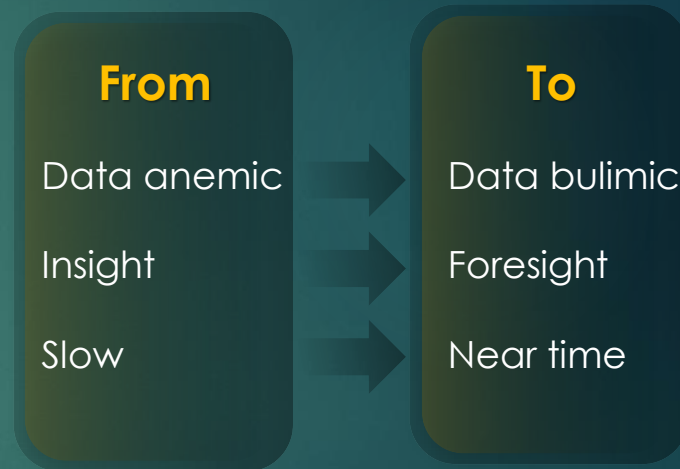 From
Data anemic
Insight
Slow
To
Data bulimic
Foresight
Near time